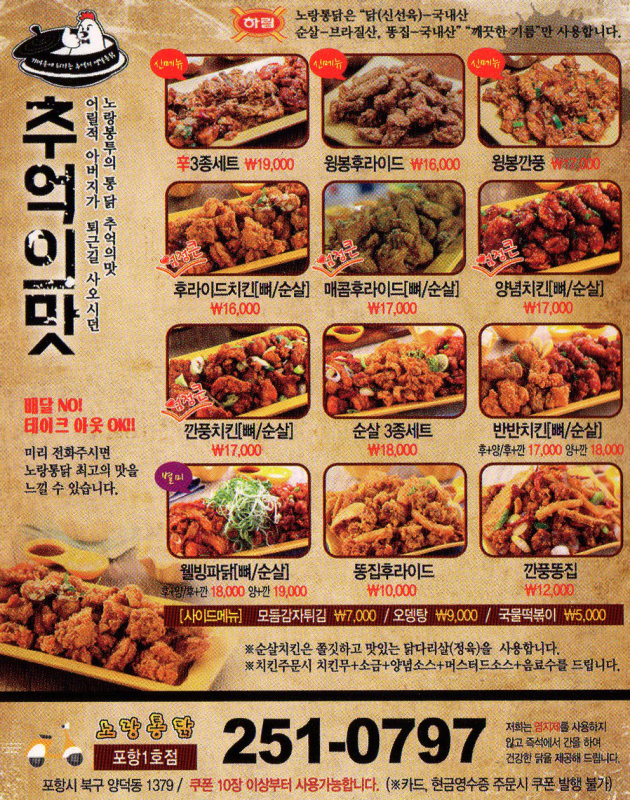 하림
노랑통닭은 "닭(신선육)-국내산
순살-브라질산, 똥집-국내산" "깨끗한 기름"만 사용합니다.
추억의맛
노랑봉투의 통닭 추억의맛
어릴적 아버지가 퇴근길 사오시던
신메뉴
신메뉴
신메뉴
辛3종세트 ₩19,000
윙봉후라이드 ₩16,000
윙봉깐풍 ₩17,000
엄청큰
엄청큰
엄청큰
후라이드치킨[뼈/순살]
₩16,000
매콤후라이드[뼈/순살]
₩17,000
양념치킨[뼈/순살]
₩17,000
엄청큰
깐풍치킨[뼈/순살]
₩17,000
순살 3종세트
₩18,000
반반치킨[뼈/순살]
후+양/후+깐 17,000 양+깐 18,000
배달 NO!
테이크 아웃 OK!!
미리 전화주시면
노랑통닭 최고의 맛을
느낄 수 있습니다.
별미
웰빙파닭[뼈/순살]
후+양/후+깐 18,000 양+깐 19,000
똥집후라이드
₩10,000
깐풍똥집
₩12,000
[사이드메뉴] 모듬감자튀김 ₩7,000 / 오뎅탕 ₩9,000 / 국물떡볶이 ₩5,000
※순살치킨은 쫄깃하고 맛있는 닭다리살(정육)을 사용합니다.
※치킨주문시 치킨무+소금+양념소스+머스터드소스+음료수를 드립니다.
노랑통닭
포항1호점
251-0797
저희는 염지제를 사용하지
않고 즉석에서 간을 하여
건강한 닭을 제공해 드립니다.
포항시 북구 양덕동 1379 / 쿠폰 10장 이상부터 사용가능합니다. (※카드, 현금영수증 주문시 쿠폰 발행 불가)